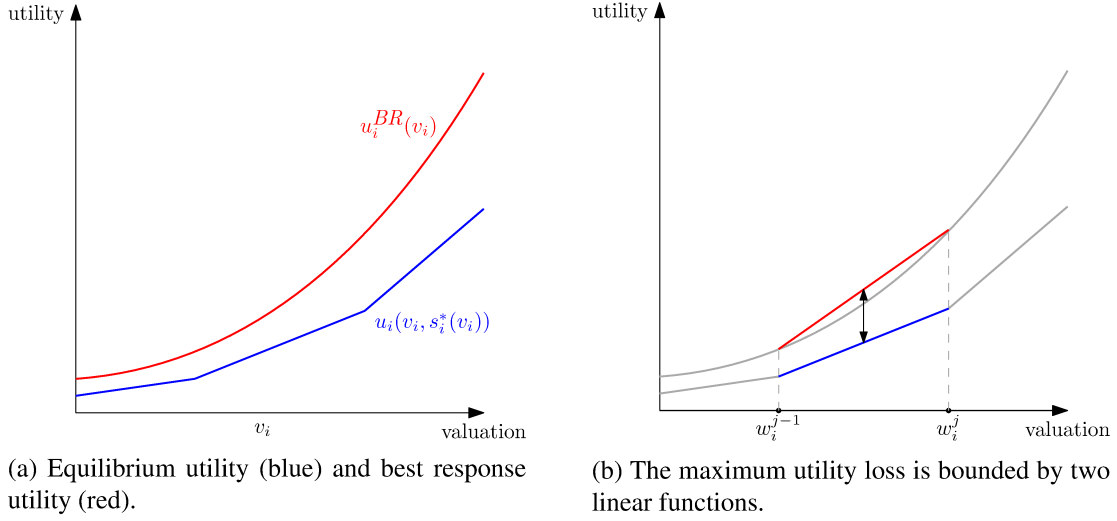 utility
u_i^{BR}(v_i)
u_i(v_i, s_i^*(v_i))
v_i
valuation
(a) Equilibrium utility (blue) and best response
utility (red).
utility
w_i^{j−1}
w_i^j
valuation
(b) The maximum utility loss is bounded by two
linear functions.